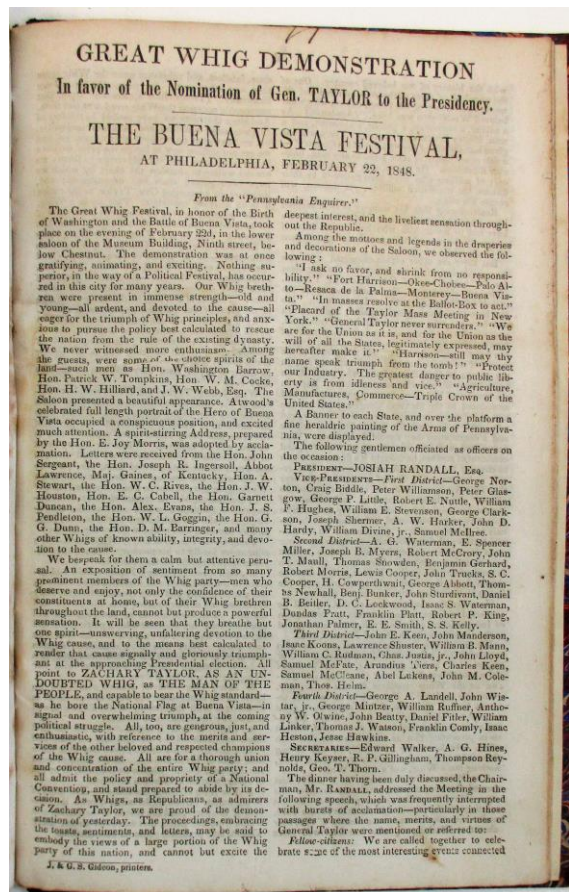 GREAT WHIG DEMONSTRATION
In favor of the Nomination of Gen. TAYLOR to the Presidency.
THE BUENA VISTA FESTIVAL,
AT PHILADELPHIA, FEBRUARY 22, 1848.
From the "Pennsylvania Enquirer."
The Great Whig Festival, in honor of the Birth
of Washington and the Battle of Buena Vista, took
place on the evening of February 22d, in the lower
saloon of the Museum Building, Ninth street, be-
low Chestnut. The demonstration was at once
gratifying, animating, and exciting. Nothing su-
perior, in the way of a Political Festival, has occur-
red in this city for many years. Our Whig breth-
ren were present in immense strength—old and
young—all ardent, and devoted to the cause—all
eager for the triumph of Whig principles, and anx-
ious to pursue the policy best calculated to rescue
the nation from the rule of the existing dynasty.
We never witnessed more enthusiasm. Among
the guests, were some of the choice spirits of the
land—such men as Hon. Washington Barrow,
Hon. Patrick W. Tompkins, Hon. W. M. Cocke,
Hon. H. W. Hilliard, and J. W. Webb, Esq. The
Saloon presented a beautiful appearance. Atwood's
celebrated full length portrait of the Hero of Buena
Vista occupied a conspicuous position, and excited
much attention. A spirit-stirring Address, prepared
by the Hon. E. Joy Morris, was adopted by accla-
mation. Letters were received from the Hon. John
Sergeant, the Hon. Joseph R. Ingersoll, Abbot
Lawrence, Maj. Gaines, of Kentucky, Hon. A.
Stewart, the Hon. W. C. Rives, the Hon. J. W.
Houston, Hon. E. C. Cabell, the Hon. Garnett
Duncan, the Hon. Alex. Evans, the Hon. J. S.
Pendleton, the Hon. W. L. Goggin, the Hon. G.
G. Dunn, the Hon. D. M. Barringer, and many
other Whigs of known ability, integrity, and devo-
tion to the cause.
We bespeak for them a calm but attentive peru-
sal. An exposition of sentiment from so many
prominent members of the Whig party—men who
deserve and enjoy, not only the confidence of their
constituents at home, but of their Whig brethren
throughout the land, cannot but produce a powerful
sensation. It will be seen that they breathe but
one spirit—unswerving, unfaltering devotion to the
Whig cause, and to the means best calculated to
render that cause signally and gloriously triumph-
ant at the approaching Presidential election. All
point to ZACHARY TAYLOR, AS AN UN-
DOUBTED WHIG, as THE MAN OF THE
PEOPLE, and capable to bear the Whig standard—
as he bore the National Flag at Buena Vista—in
signal and overwhelming triumph, at the coming
political struggle. All, too, are generous, just, and
enthusiastic, with reference to the merits and ser-
vices of the other beloved and respected champions
of the Whig cause. All are for a thorough union
and concentration of the entire Whig party; and
all admit the policy and propriety of a National
Convention, and stand prepared to abide by its de-
cision. As Whigs, as Republicans, as admirers
of Zachary Taylor, we are proud of the demon-
stration of yesterday. The proceedings, embracing
the toasts, sentiments, and letters, may be said to
embody the views of a large portion of the Whig
party of this nation, and cannot but excite the
J. & G. S. Gideon, printers.
deepest interest, and the liveliest sensation through-
out the Republic.
Among the mottoes and legends in the draperies
and decorations of the Saloon, we observed the fol-
lowing:
"I ask no favor, and shrink from no responsi-
bility." "Fort Harrison—Okee-Chobee—Palo Al-
to—Resaca de la Palmas—Monterey—Buena Vis-
ta." "In masses resolve at the Ballot-Box to act."
"Placard of the Taylor Mass Meeting in New
York." "General Taylor never surrenders." "We
are for the Union as it is, and for the Union as the
will of all the States, legitimately expressed, may
hereafter make it." "Harrison—still may thy
name speak triumph from the tomb!" "Protect
our Industry. The greatest danger to public lib-
erty is from idleness and vice." "Agriculture,
Manufactures, Commerce—Triple Crown of the
United States."
A Banner to each State, and over the platform a
fine heraldric painting of the Arms of Pennsylva-
nia, were displayed.
The following gentlemen officiated as officers on
the occasion:
PRESIDENT—JOSIAH RANDALL, ESQ.
VICE-PRESIDENTS—First District—George Nor-
ton, Craig Biddle, Peter Williamson, Peter Glas-
gow, George P. Little, Robert E. Nuttle, William
F. Hughes, William E. Stevenson, George Clark-
son, Joseph Shermer, A. W. Harker, John D.
Hardy, William Divine, jr., Samuel McIlree.
Second District—A. G. Waterman, E. Spencer
Miller, Joseph B. Myers, Robert McCrory, John
T. Maull, Thomas Snowden, Benjamin Gerhard,
Robert Morris, Lewis Cooper, John Trucks, S. C.
Cooper, H. Cowperthwait, George Abbott, Thom-
as Newhall, Benj. Bunker, John Sturdivant, Daniel
B. Beitler. D. C. Lockwood, Isaac S. Waterman,
Dundas Pratt, Franklin Platt, Robert P. King,
Jonathan Palmer, E. E. Smith, S. S. Kelly.
Third District—John E. Keen, John Manderson,
Isaac Koons, Lawrence Shuster, William B. Mann,
William C. Rudman, Chas. Justis, jr., John Lloyd,
Samuel McFate, Arundius Tiers, Charles Keen,
Samuel McCleane, Abel Lukens, John M. Cole-
man, Thos. Helm.
Fourth District—George A. Landell, John Wis-
tar, jr., George Mintzer, William Ruffner, Antho-
ny W. Olwine, John Beatty, Daniel Fitler, William
Linker, Thomas J. Watson, Franklin Comly, Isaac
Heston, Jesse Hawkins.
SECRETARIES—Edward Walker, A. G. Hines,
Henry Keyser, R. P. Gillingham, Thompson Rey-
nolds, Geo. T. Thorn.
The dinner having been duly discussed, the Chair-
man, Mr. RANDALL, addressed the Meeting in the
following speech, which was frequently interrupted
with bursts of acclamation—particularly in those
passages where the name, merits, and virtues of
General Taylor were mentioned or referred to:
Fellow-citizens: We are called together to cele-
brate some of the most interesting events connected